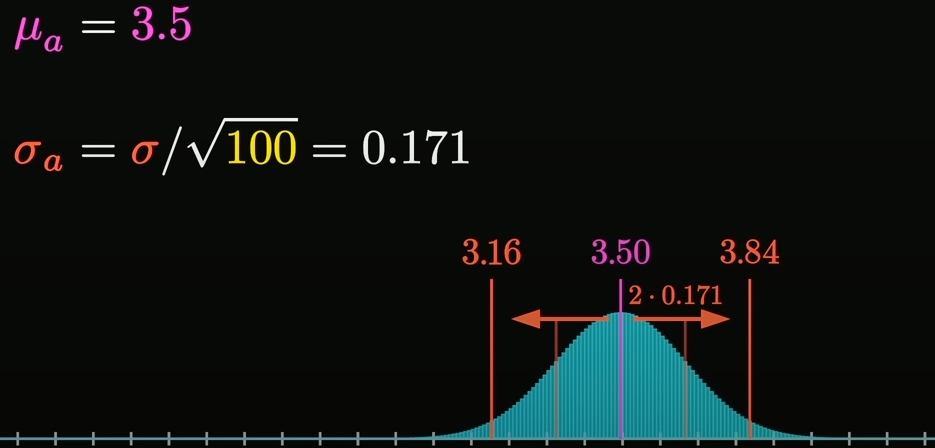 μₐ = 3.5
σₐ = σ/√100 = 0.171
3.16 3.50 3.84
2 · 0.171